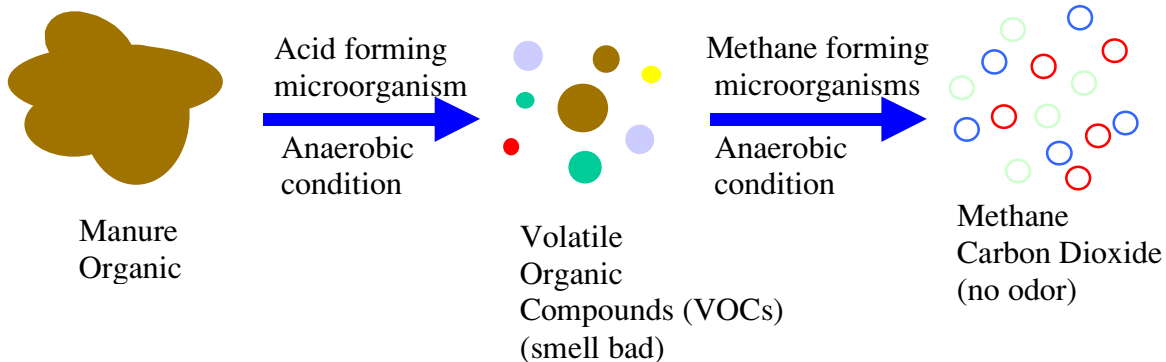 Acid forming
microorganism
Anaerobic
condition
Methane forming
microorganisms
Anaerobic
condition
Manure
Organic
Volatile
Organic
Compounds (VOCs)
(smell bad)
Methane
Carbon Dioxide
(no odor)